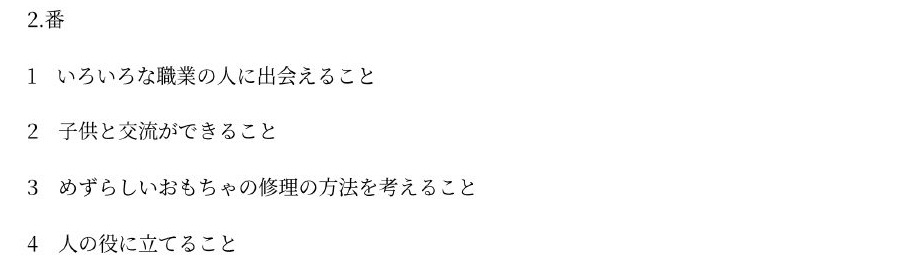 2.番
1　いろいろな職業の人に出会えること
2　子供と交流ができること
3　めずらしいおもちゃの修理の方法を考えること
4　人の役に立てること